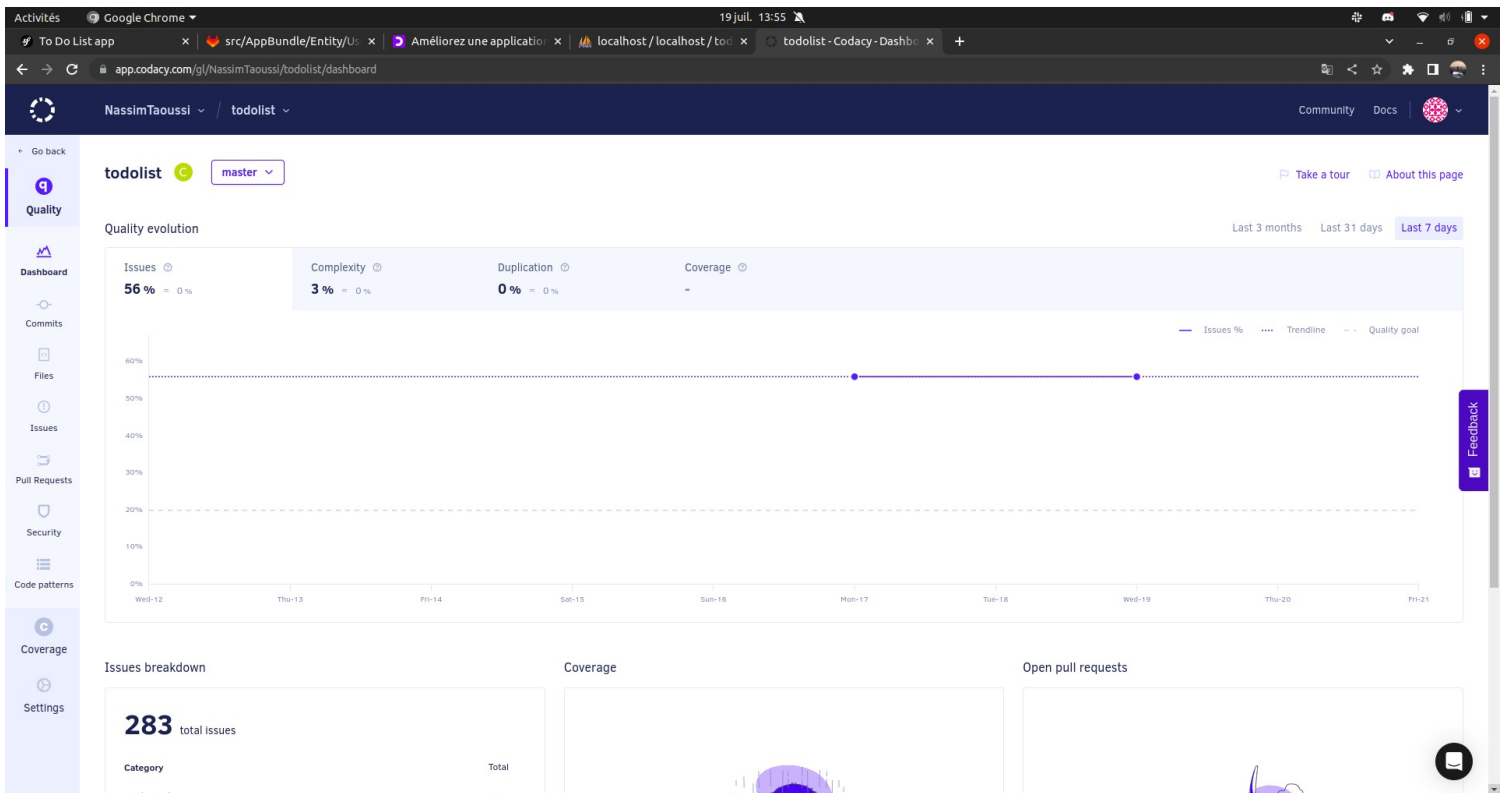 Activités Google Chrome 19 juil. 13:55
To Do List app src/AppBundle/Entity/Us Améliorez une application localhost / localhost / tod todolist - Codacy - Dashbo
app.codacy.com/gl/NassimTaoussi/todolist/dashboard
NassimTaoussi / todolist Community Docs
Go back
todolist C master Take a tour About this page
Quality
Quality evolution Last 3 months Last 31 days Last 7 days
Dashboard
Issues Complexity Duplication Coverage
56 % = 0 % 3 % = 0 % 0 % = 0 % -
Commits
Issues % Trendline Quality goal
60%
Files
50%
Issues
40%
Feedback
30%
Pull Requests
20%
Security
10%
Code patterns
0%
Wed-12 Thu-13 Fri-14 Sat-15 Sun-16 Mon-17 Tue-18 Wed-19 Thu-20 Fri-21
Coverage
Issues breakdown Coverage Open pull requests
Settings
283 total issues
Category Total